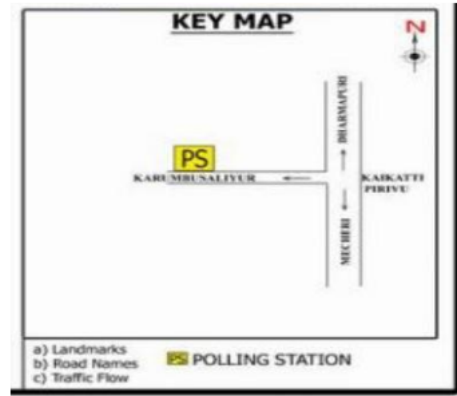 KEY MAP
N
DHARMAPURI
PS
KARUMBUSALIYUR
KAIKATTI
PIRIVU
MECHERI
a) Landmarks
b) Road Names
c) Traffic Flow
PS POLLING STATION